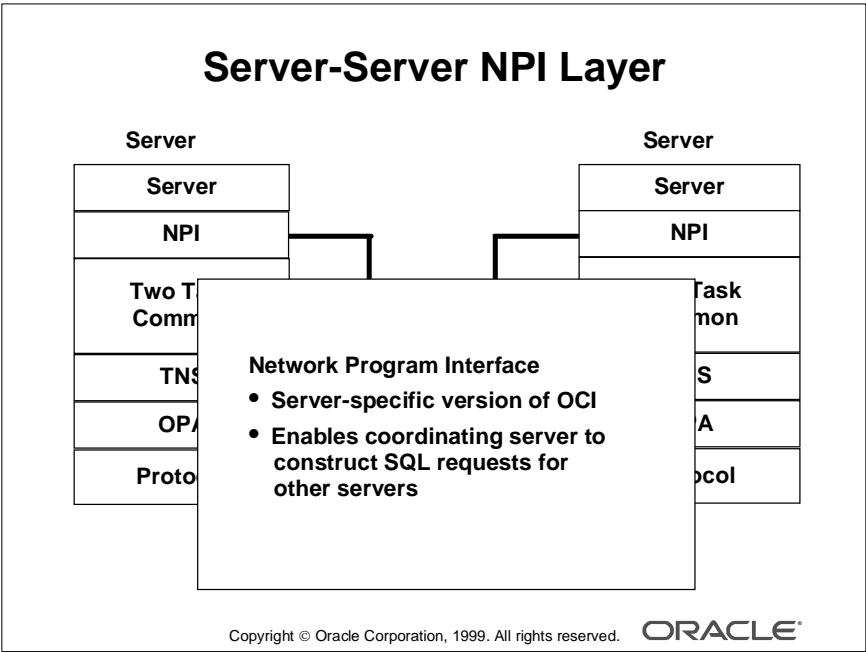 Server-Server NPI Layer
Server
Server
NPI
Two T
Comm
TNS
OPA
Proto
Server
Server
NPI
Task
mon
S
PA
ocol
Network Program Interface
• Server-specific version of OCI
• Enables coordinating server to
construct SQL requests for
other servers
Copyright © Oracle Corporation, 1999. All rights reserved.
ORACLE®